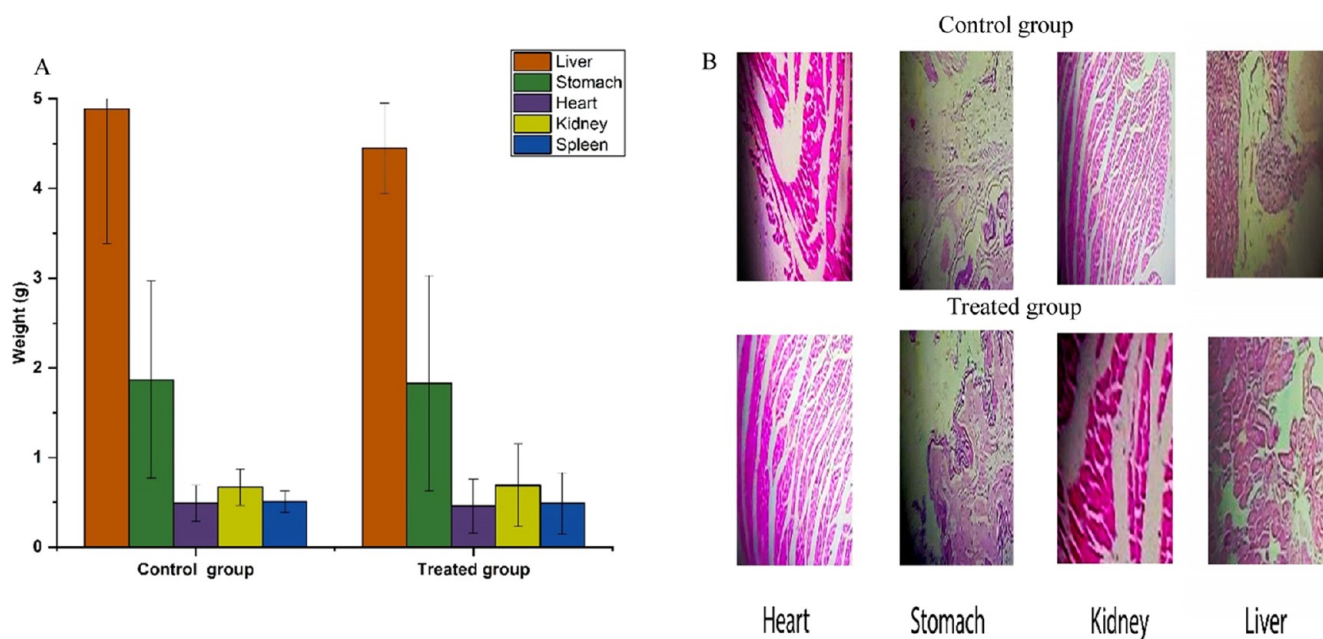 A
Liver
Stomach
Heart
Kidney
Spleen
5
4
3
2
1
0
Weight (g)
Control group
Treated group
B
Control group
Treated group
Heart
Stomach
Kidney
Liver